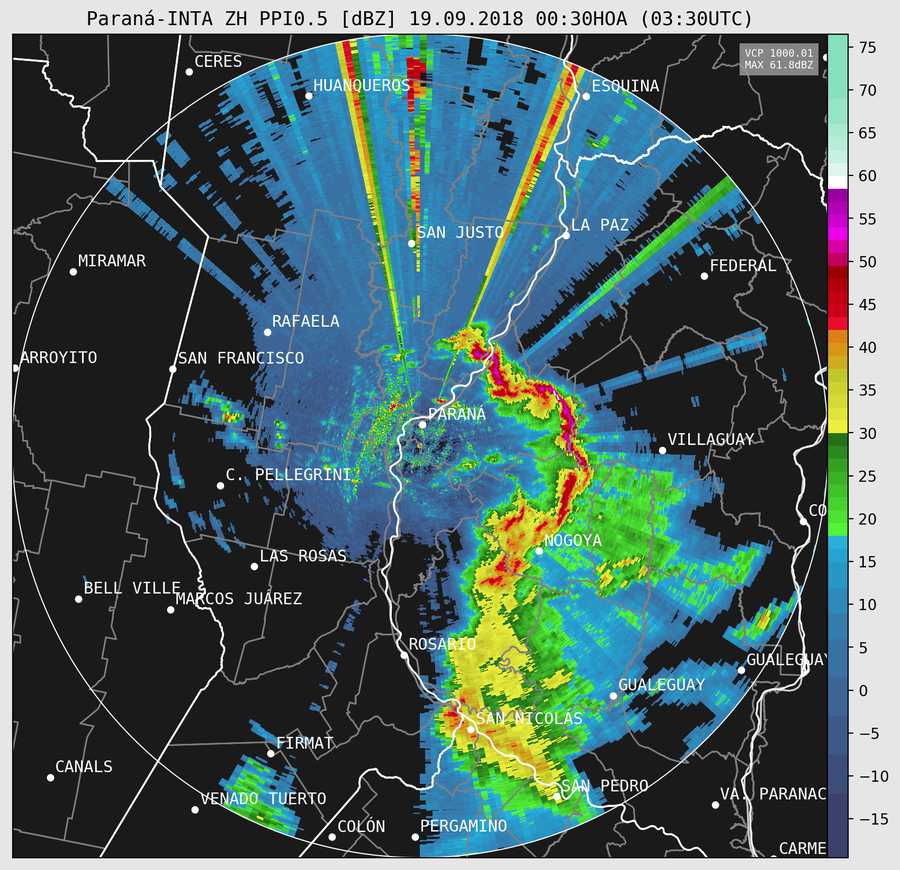 Paraná-INTA ZH PPI0.5 [dBZ] 19.09.2018 00:30HOA (03:30UTC)
VCP 1000.01
MAX 61.8dBZ
CERES
HUANQUEROS
ESQUINA
SAN JUSTO
LA PAZ
MIRAMAR
FEDERAL
RAFAELA
ARROYITO
SAN FRANCISCO
PARANÁ
VILLAGUAY
C. PELLEGRINI
CO
NOGOYA
LAS ROSAS
BELL VILLE
MARCOS JUÁREZ
ROSARIO
GUALEGUAY
GUALEGUAY
SAN NICOLÁS
FIRMAT
CANALS
SAN PEDRO
VENADO TUERTO
VA. PARANAC
COLÓN
PERGAMINO
CARME
75
70
65
60
55
50
45
40
35
30
25
20
15
10
5
0
−5
−10
−15